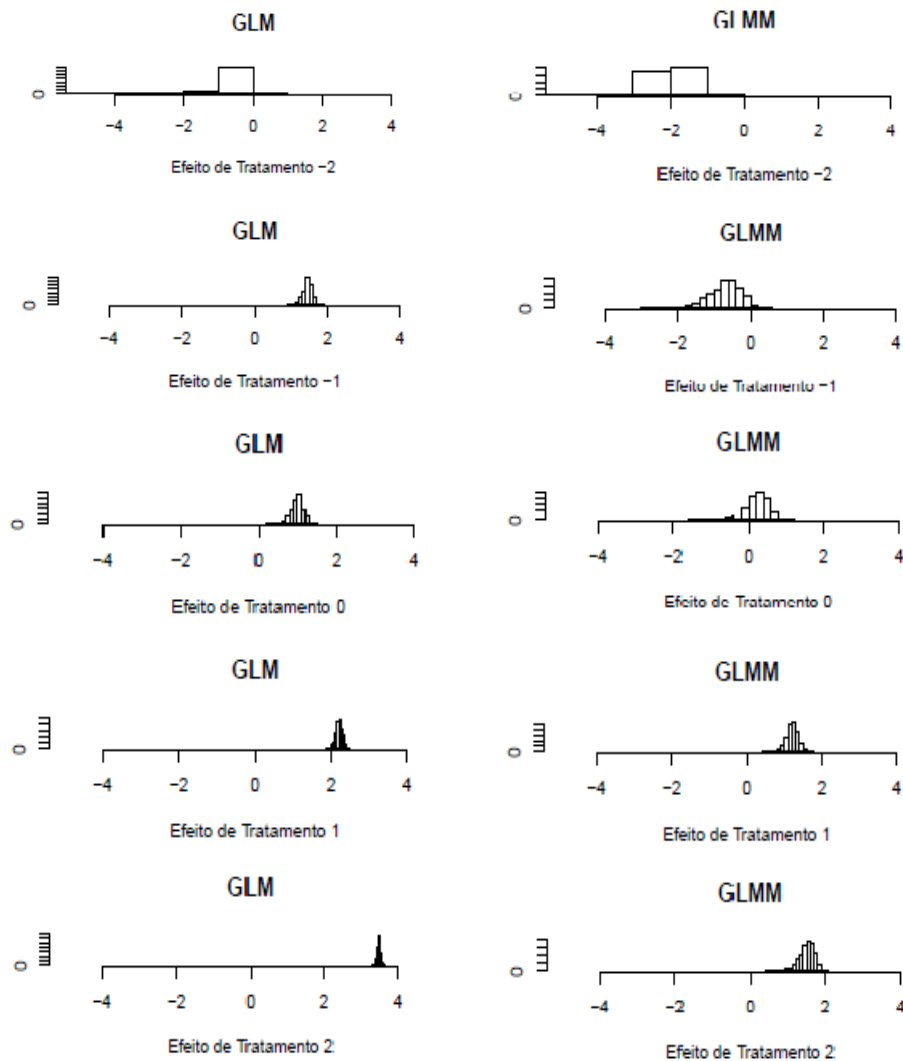 GLM
GLMM
0
−4 −2 0 2 4
0
−4 −2 0 2 4
Efeito de Tratamento −2
Efeito de Tratamento −2
GLM
GLMM
0
−4 −2 0 2 4
0
−4 −2 0 2 4
Efeito de Tratamento −1
Efeito de Tratamento −1
GLM
GLMM
0
−4 −2 0 2 4
0
−4 −2 0 2 4
Efeito de Tratamento 0
Efeito de Tratamento 0
GLM
GLMM
0
−4 −2 0 2 4
0
−4 −2 0 2 4
Efeito de Tratamento 1
Efeito de Tratamento 1
GLM
GLMM
0
−4 −2 0 2 4
0
−4 −2 0 2 4
Efeito de Tratamento 2
Efeito de Tratamento 2